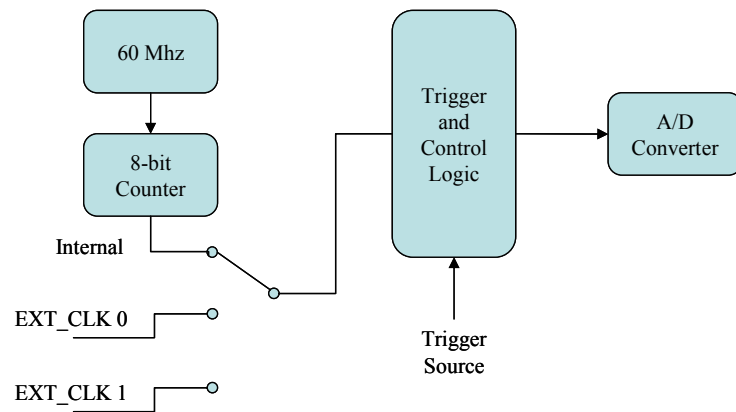 60 Mhz
8-bit
Counter
Internal
EXT_CLK 0
EXT_CLK 1
Trigger
and
Control
Logic
Trigger
Source
A/D
Converter